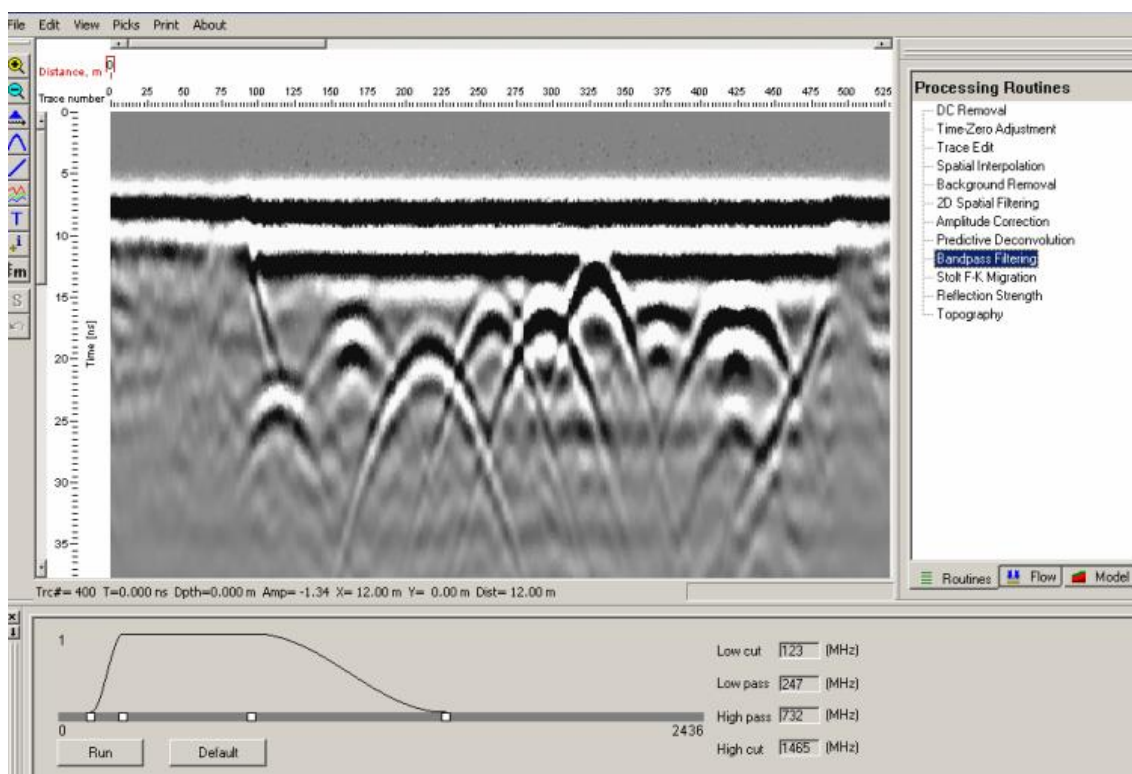 File Edit View Picks Print About
Distance, m 0
Trace number 0 25 50 75 100 125 150 175 200 225 250 275 300 325 350 375 400 425 450 475 500 525
0
5
10
15
20
25
30
35
Time [ns]
T
i
m
S
Processing Routines
DC Removal
Time-Zero Adjustment
Trace Edit
Spatial Interpolation
Background Removal
2D Spatial Filtering
Amplitude Correction
Predictive Deconvolution
Bandpass Filtering
Stolt F-K Migration
Reflection Strength
Topography
Routines Flow Model
Trc#= 400 T=0.000 ns Dpth=0.000 m Amp= -1.34 X= 12.00 m Y= 0.00 m Dist= 12.00 m
1
0 2436
Run Default
Low cut 123 (MHz)
Low pass 247 (MHz)
High pass 732 (MHz)
High cut 1465 (MHz)